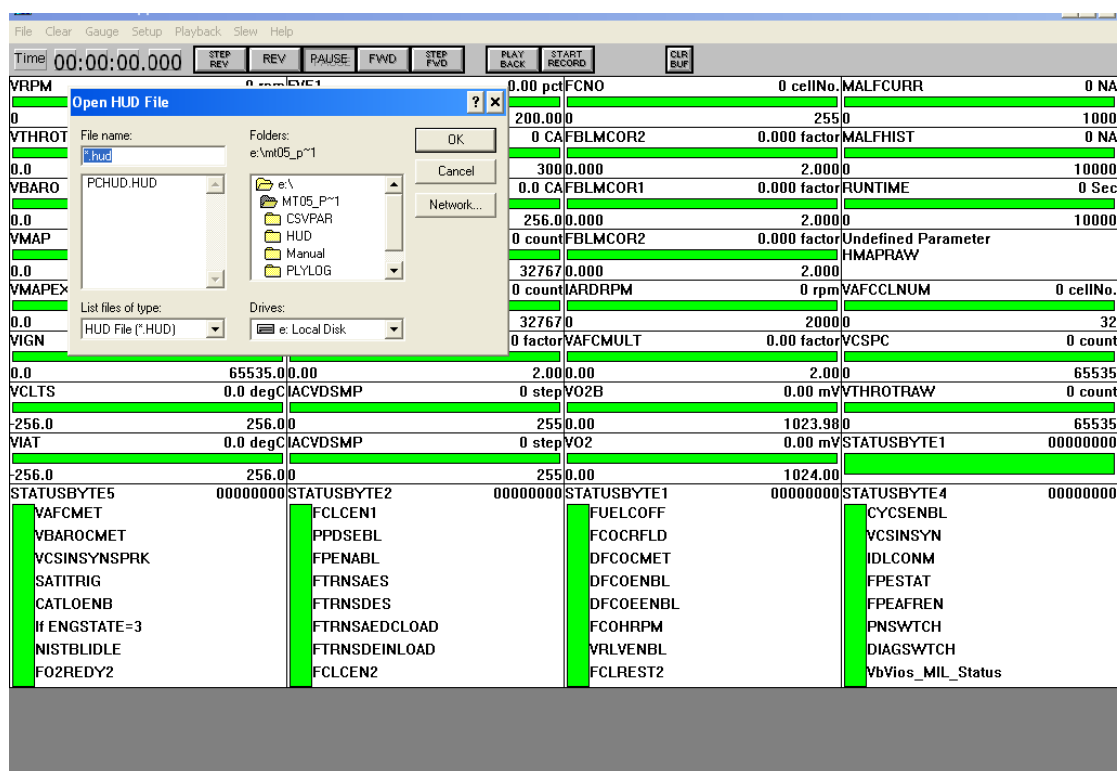 File Clear Gauge Setup Playback Slew Help
Time 00:00:00.000 STEP REV REV PAUSE FWD STEP FWD PLAY BACK START RECORD CLR BUF
VRPM 0 rpm EVE1 0.00 pct FCNO 0 cellNo. MALFCURR 0 NA
0 200.00 0 255 0 1000
VTHROT 0 CA FBLMCOR2 0.000 factor MALFHIST 0 NA
0.0 300 0.000 2.000 0 10000
VBARO 0.0 CA FBLMCOR1 0.000 factor RUNTIME 0 Sec
0.0 256.0 0.000 2.000 0 10000
VMAP 0 count FBLMCOR2 0.000 factor Undefined Parameter
HMAPRAW
0.0 32767 0.000 2.000
VMAPEX 0 count IARDRPM 0 rpm VAFCCLNUM 0 cellNo.
0.0 32767 0 2000 0 32
VIGN 0 factor VAFCMULT 0.00 factor VCSPC 0 count
0.0 65535.0 0.00 2.00 0.00 2.00 0 65535
VCLTS 0.0 degC IACVDSMP 0 step VO2B 0.00 mV VTHROTRAW 0 count
-256.0 256.0 0 255 0.00 1023.98 0 65535
VIAT 0.0 degC IACVDSMP 0 step VO2 0.00 mV STATUSBYTE1 00000000
-256.0 256.0 0 255 0.00 1024.00
STATUSBYTE5 00000000 STATUSBYTE2 00000000 STATUSBYTE1 00000000 STATUSBYTE4 00000000
VAFCMET FCLCEN1 FUELCOFF CYCSENBL
VBAROCMET PPDSEBL FCOCRFLD VCSINSYN
VCSINSYNSPRK FPENABL DFCOCMET IDLCONM
SATITRIG FTRNSAES DFCOENBL FPESTAT
CATLOENB FTRNSDES DFCOEENBL FPEAFREN
If ENGSTATE=3 FTRNSAEDCLOAD FCOHRPM PNSWTCH
NISTBLIDLE FTRNSDEINLOAD VRLVENBL DIAGSWTCH
FO2REDY2 FCLCEN2 FCLREST2 VbVios_MIL_Status
Open HUD File
File name: Folders: OK
*.hud e:\mt05_p~1
PCHUD.HUD e:\ Cancel
MT05_P~1 Network...
CSVPAR
HUD
Manual
PLYLOG
List files of type: Drives:
HUD File (*.HUD) e: Local Disk